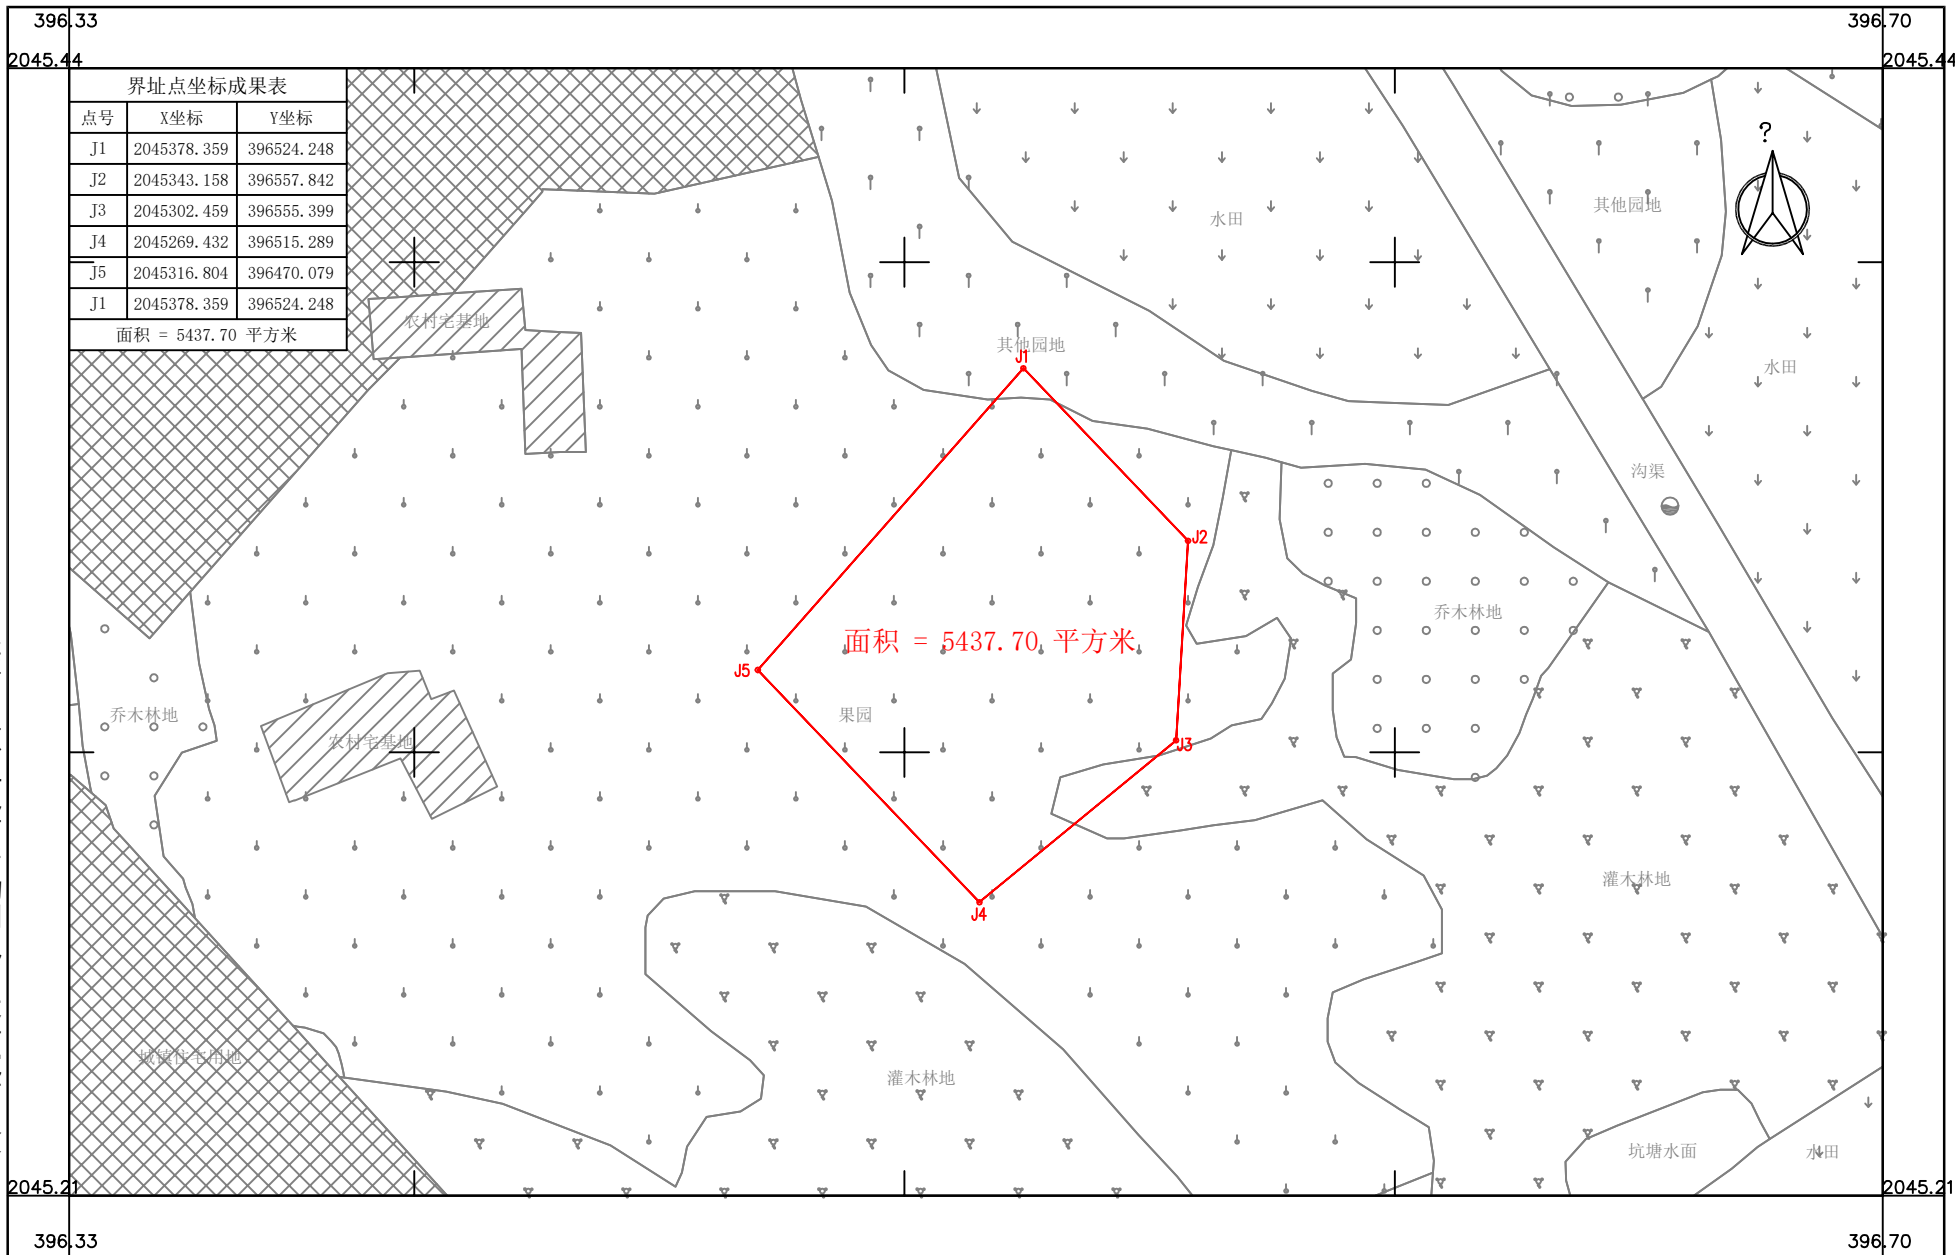 396.33
396.70
2045.44
2045.44
界址点坐标成果表
点号 X坐标 Y坐标
J1 2045378.359 396524.248
J2 2045343.158 396557.842
J3 2045302.459 396555.399
J4 2045269.432 396515.289
J5 2045316.804 396470.079
J1 2045378.359 396524.248
面积 = 5437.70 平方米
?
其他园地
水田
农村宅基地
其他园地
J1
水田
沟渠
J2
乔木林地
面积 = 5437.70 平方米
J5
乔木林地
果园
农村宅基地
J3
灌木林地
J4
城镇住宅用地
灌木林地
坑塘水面
水田
2045.21
2045.21
396.33
396.70